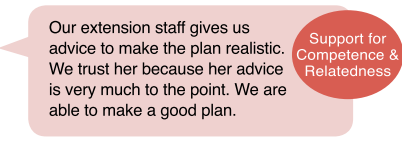 Our extension staff gives us
advice to make the plan realistic.
We trust her because her advice
is very much to the point. We are
able to make a good plan.
Support for
Competence &
Relatedness